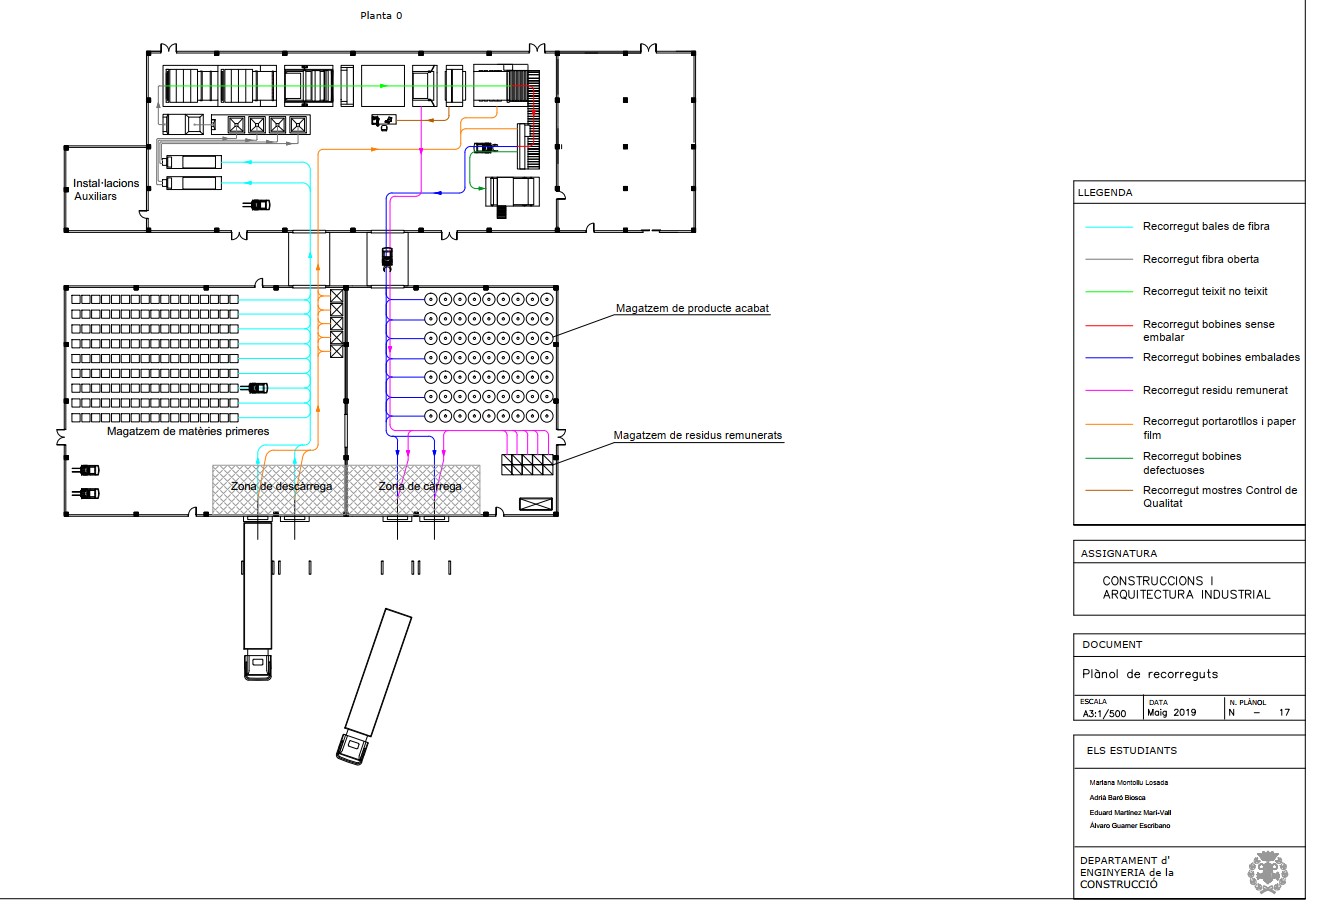 Planta 0
Instal·lacions
Auxiliars
Magatzem de producte acabat
Magatzem de matèries primeres
Magatzem de residus remunerats
Zona de descàrrega
Zona de càrrega
LLEGENDA
Recorregut bales de fibra
Recorregut fibra oberta
Recorregut teixit no teixit
Recorregut bobines sense
embalar
Recorregut bobines embalades
Recorregut residu remunerat
Recorregut portarotllos i paper
film
Recorregut bobines
defectuoses
Recorregut mostres Control de
Qualitat
ASSIGNATURA
CONSTRUCCIONS I
ARQUITECTURA INDUSTRIAL
DOCUMENT
Plànol de recorreguts
ESCALA
A3:1/500
DATA
Maig 2019
N. PLÀNOL
N – 17
ELS ESTUDIANTS
Mariana Montoliu Losada
Adrià Baró Biosca
Eduard Martínez Marí-Vall
Álvaro Guarner Escribano
DEPARTAMENT d'
ENGINYERIA de la
CONSTRUCCIÓ